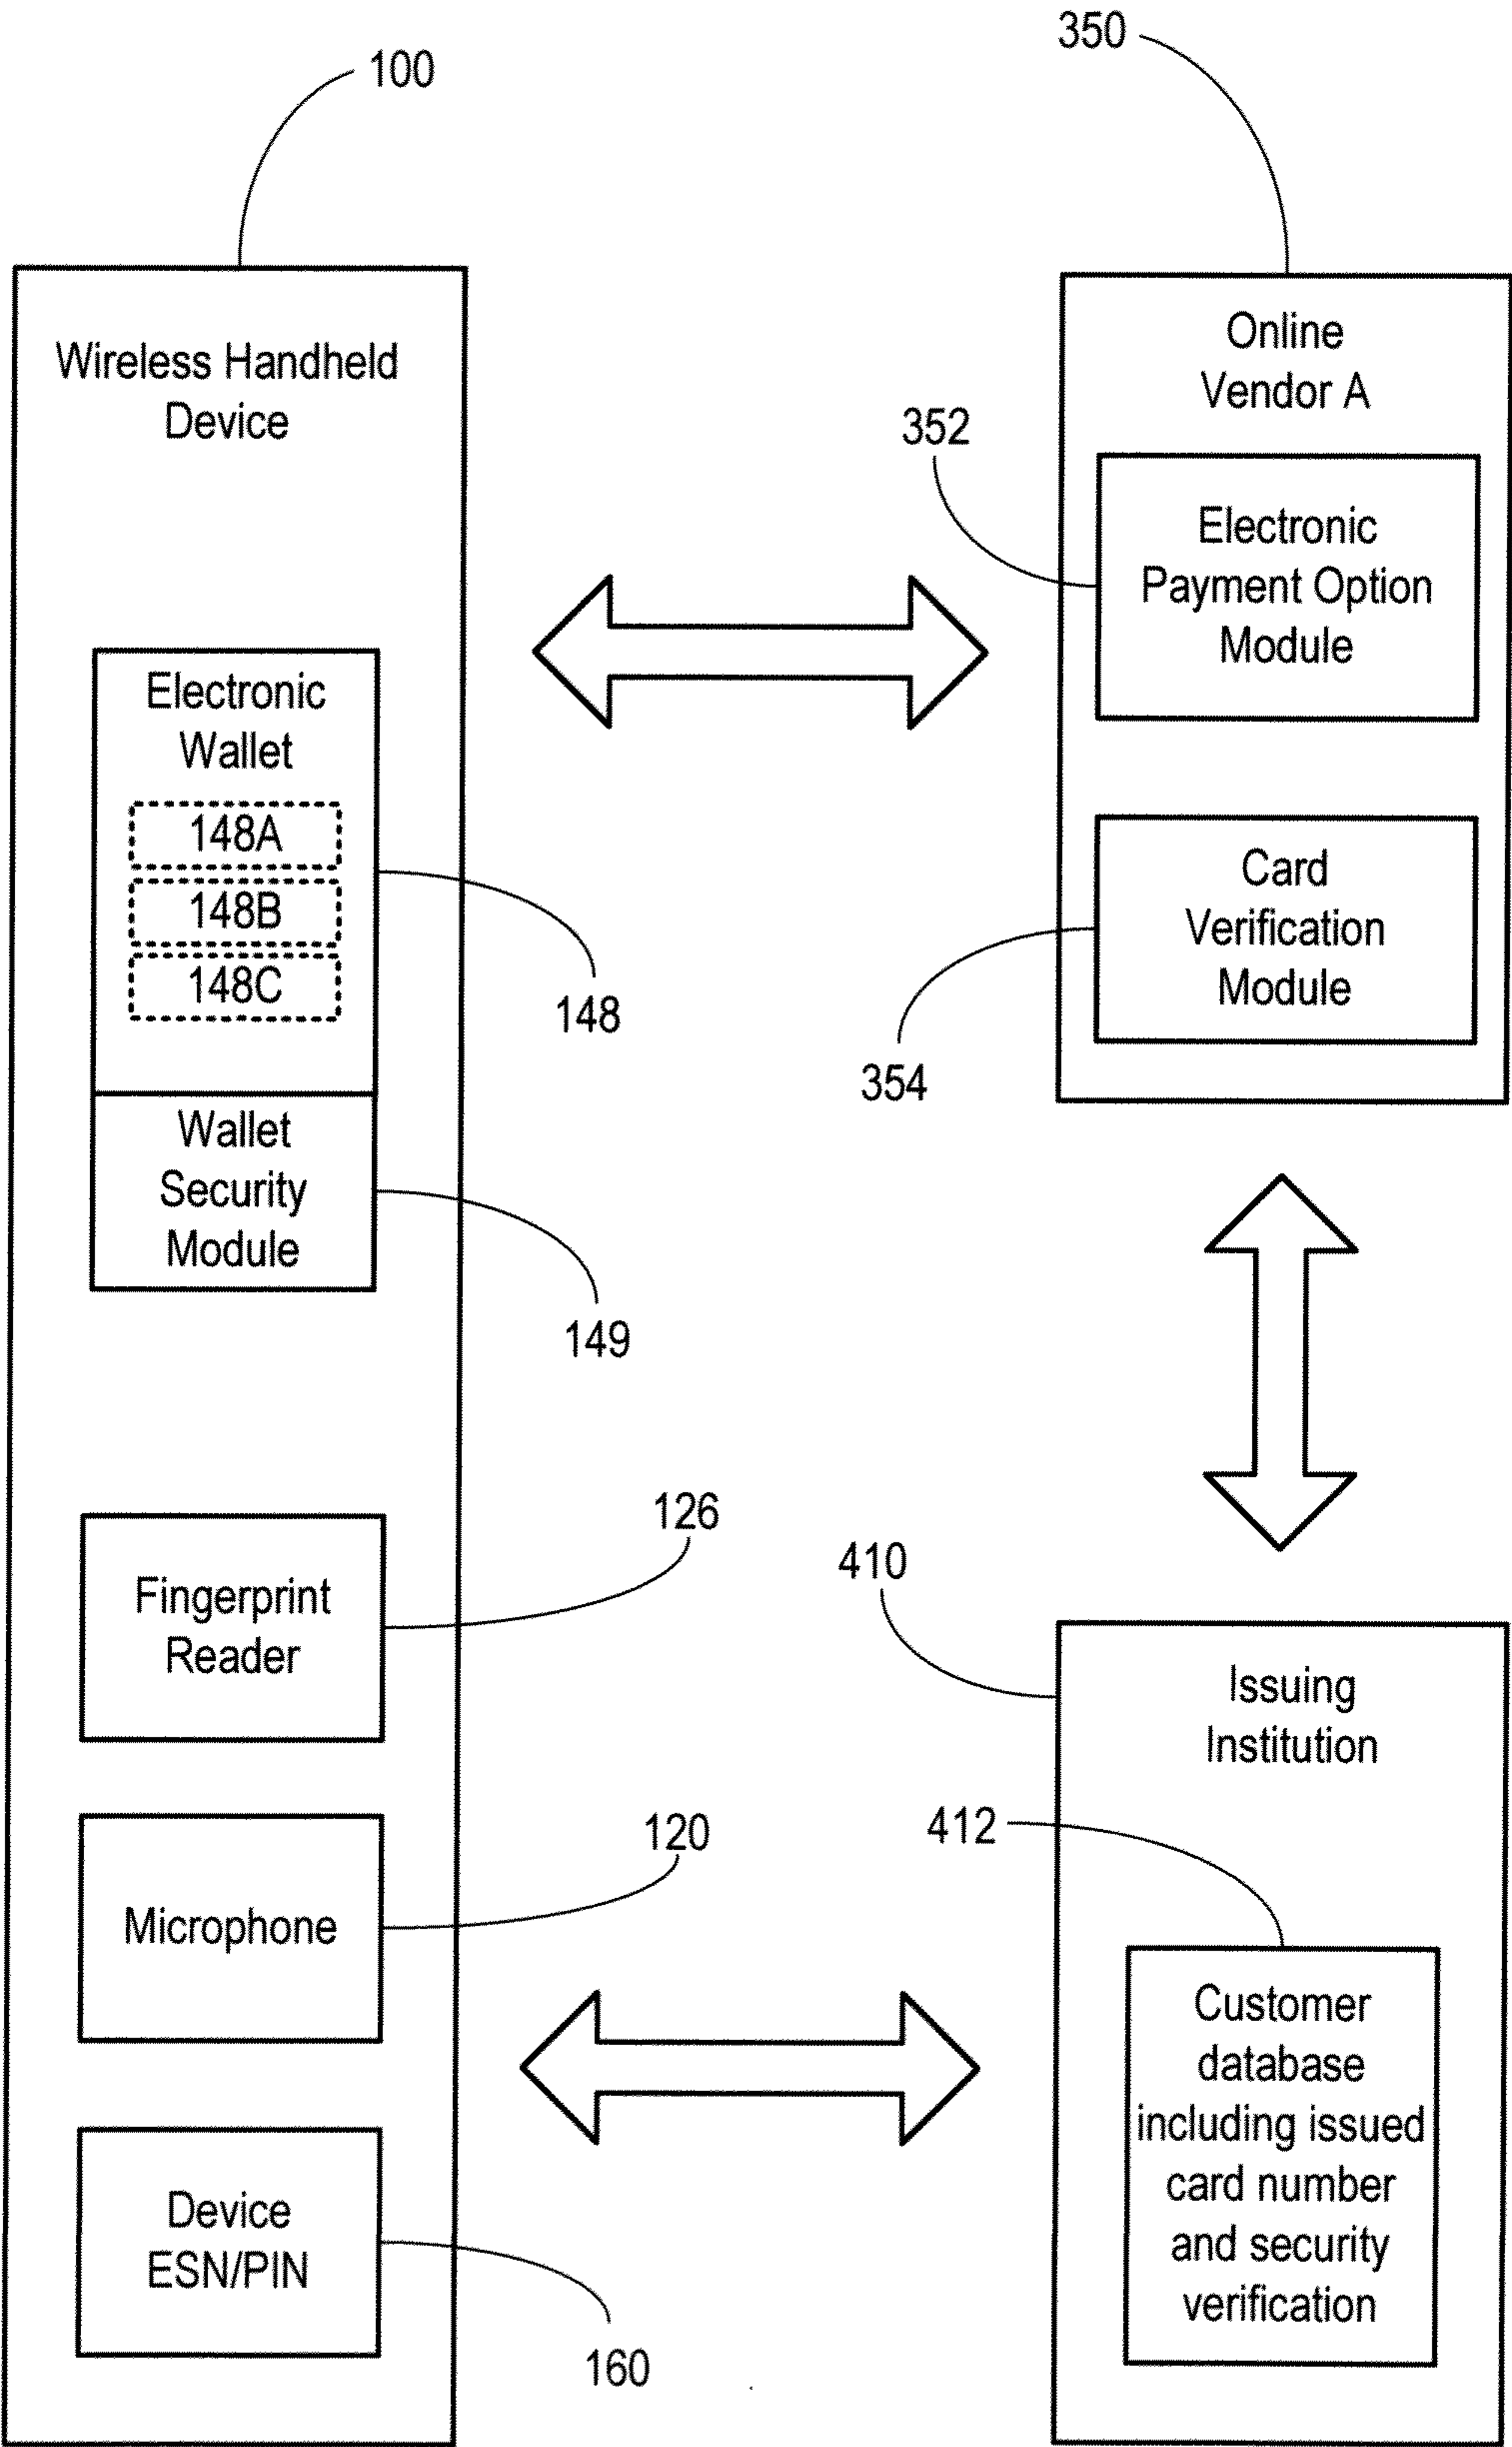 100
350
Wireless Handheld
Device
Electronic
Wallet
148A
148B
148C
148
Wallet
Security
Module
149
Fingerprint
Reader
126
Microphone
120
Device
ESN/PIN
160
Online
Vendor A
352
Electronic
Payment Option
Module
Card
Verification
Module
354
410
Issuing
Institution
412
Customer
database
including issued
card number
and security
verification